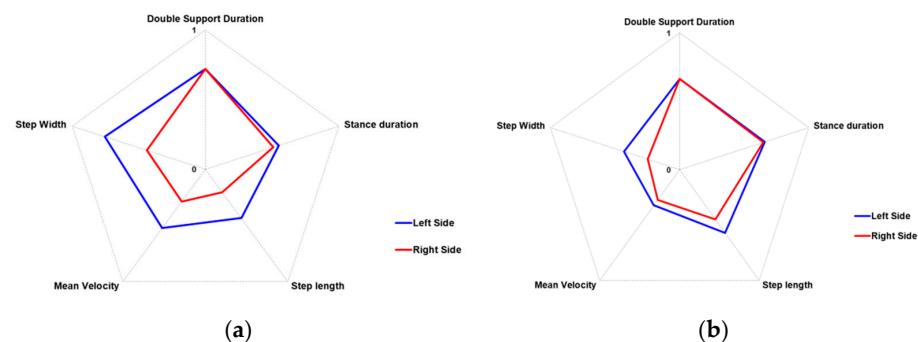 Double Support Duration
1
Step Width
Stance duration
0
Left Side
Right Side
Mean Velocity
Step length
(a)
Double Support Duration
1
Step Width
Stance duration
0
Left Side
Right Side
Mean Velocity
Step length
(b)